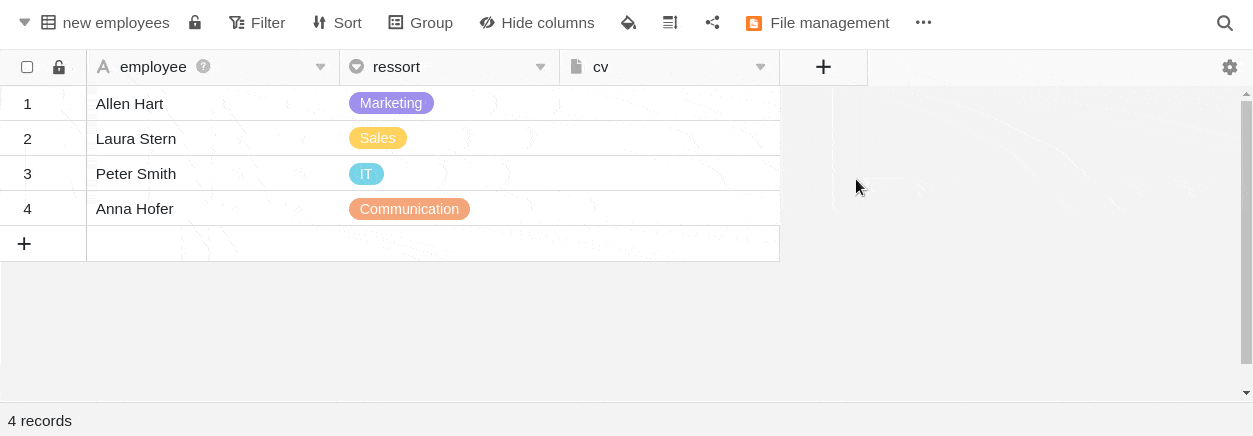 new employees Filter Sort Group Hide columns File management
A employee ? ressort cv
1 Allen Hart Marketing
2 Laura Stern Sales
3 Peter Smith IT
4 Anna Hofer Communication
4 records